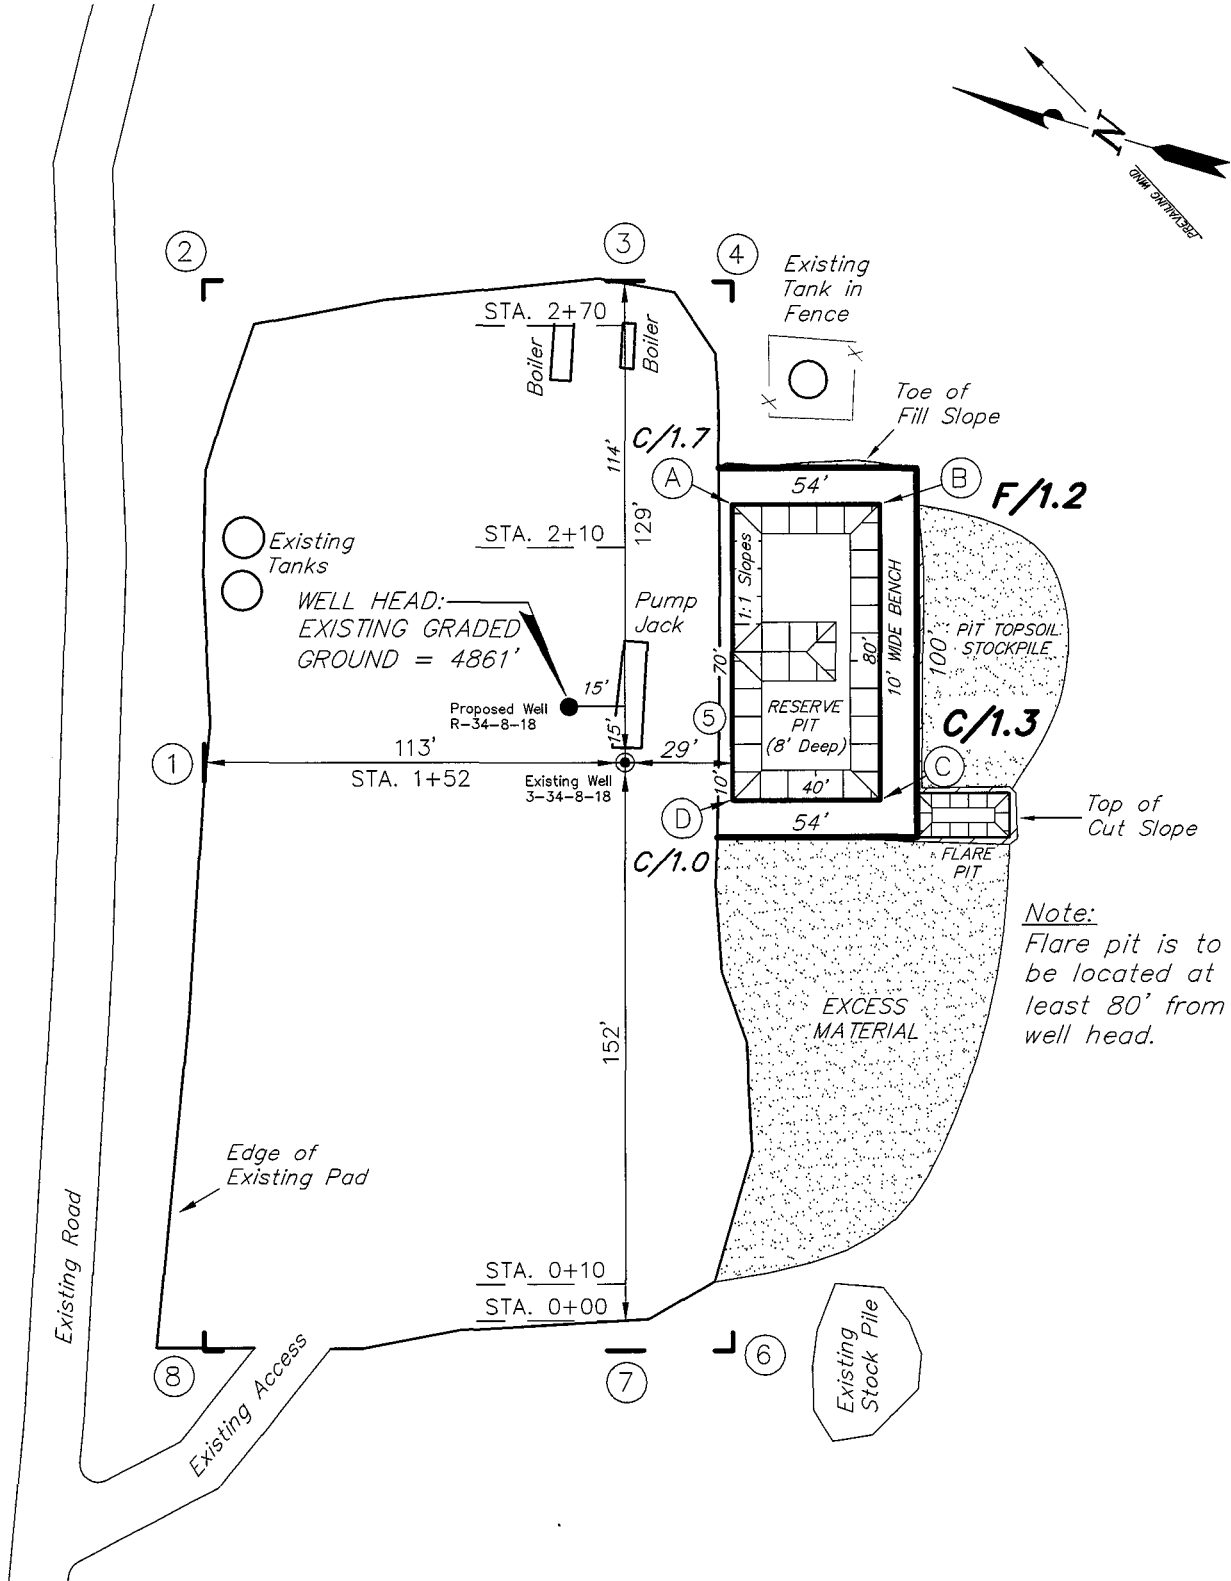 N
PREVAILING WIND
2
3
4
Existing
Tank in
Fence
X
X
STA. 2+70
Boiler
Boiler
Toe of
Fill Slope
C/1.7
114'
A
54'
B
F/1.2
129'
STA. 2+10
Existing
Tanks
1:1 Slopes
10' WIDE BENCH
WELL HEAD:
EXISTING GRADED
GROUND = 4861'
Pump
Jack
70'
80'
100'
PIT TOPSOIL
STOCKPILE
15'
Proposed Well
R-34-8-18
15'
5
RESERVE
PIT
(8' Deep)
C/1.3
1
113'
STA. 1+52
29'
Existing Well
3-34-8-18
10'
40'
C
D
54'
Top of
Cut Slope
C/1.0
FLARE
PIT
Note:
Flare pit is to
be located at
least 80' from
well head.
EXCESS
MATERIAL
152'
Edge of
Existing Pad
Existing Road
STA. 0+10
STA. 0+00
8
Existing Access
7
6
Existing
Stock Pile